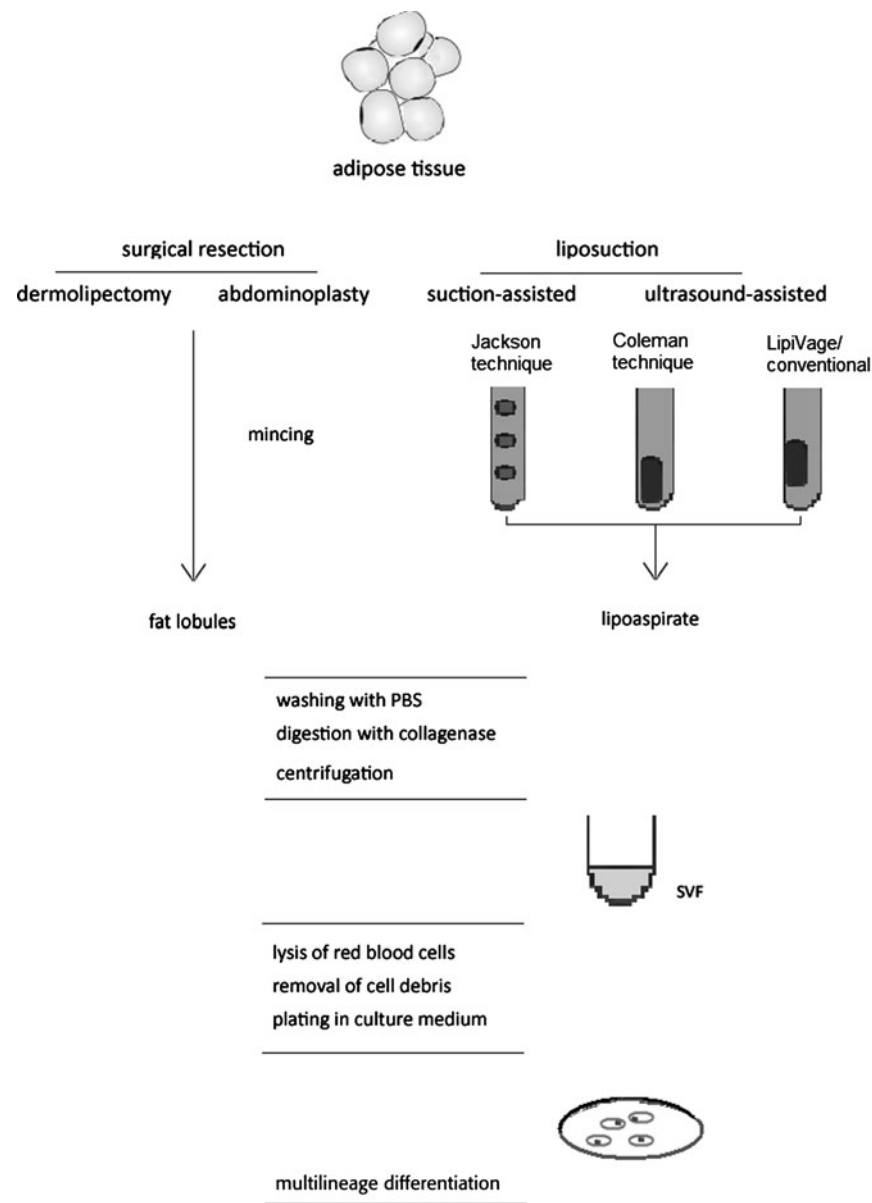 adipose tissue
surgical resection
liposuction
dermolipectomy
abdominoplasty
suction-assisted
ultrasound-assisted
Jackson
technique
Coleman
technique
LipiVage/
conventional
mincing
fat lobules
lipoaspirate
washing with PBS
digestion with collagenase
centrifugation
SVF
lysis of red blood cells
removal of cell debris
plating in culture medium
multilineage differentiation